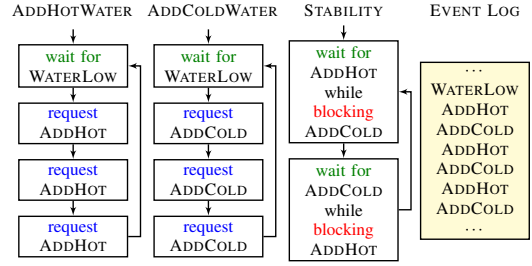 ADDHOTWATER
wait for
WATERLOW
request
ADDHOT
request
ADDHOT
request
ADDHOT
ADDCOLDWATER
wait for
WATERLOW
request
ADDCOLD
request
ADDCOLD
request
ADDCOLD
STABILITY
wait for
ADDHOT
while
blocking
ADDCOLD
wait for
ADDCOLD
while
blocking
ADDHOT
EVENT LOG
...
WATERLOW
ADDHOT
ADDCOLD
ADDHOT
ADDCOLD
ADDHOT
ADDCOLD
...